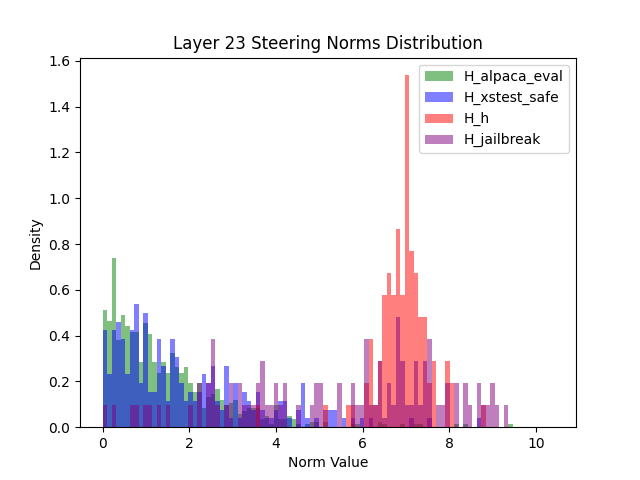 Layer 23 Steering Norms Distribution
H_alpaca_eval
H_xstest_safe
H_h
H_jailbreak
1.6
1.4
1.2
1.0
0.8
0.6
0.4
0.2
0.0
Density
0 2 4 6 8 10
Norm Value